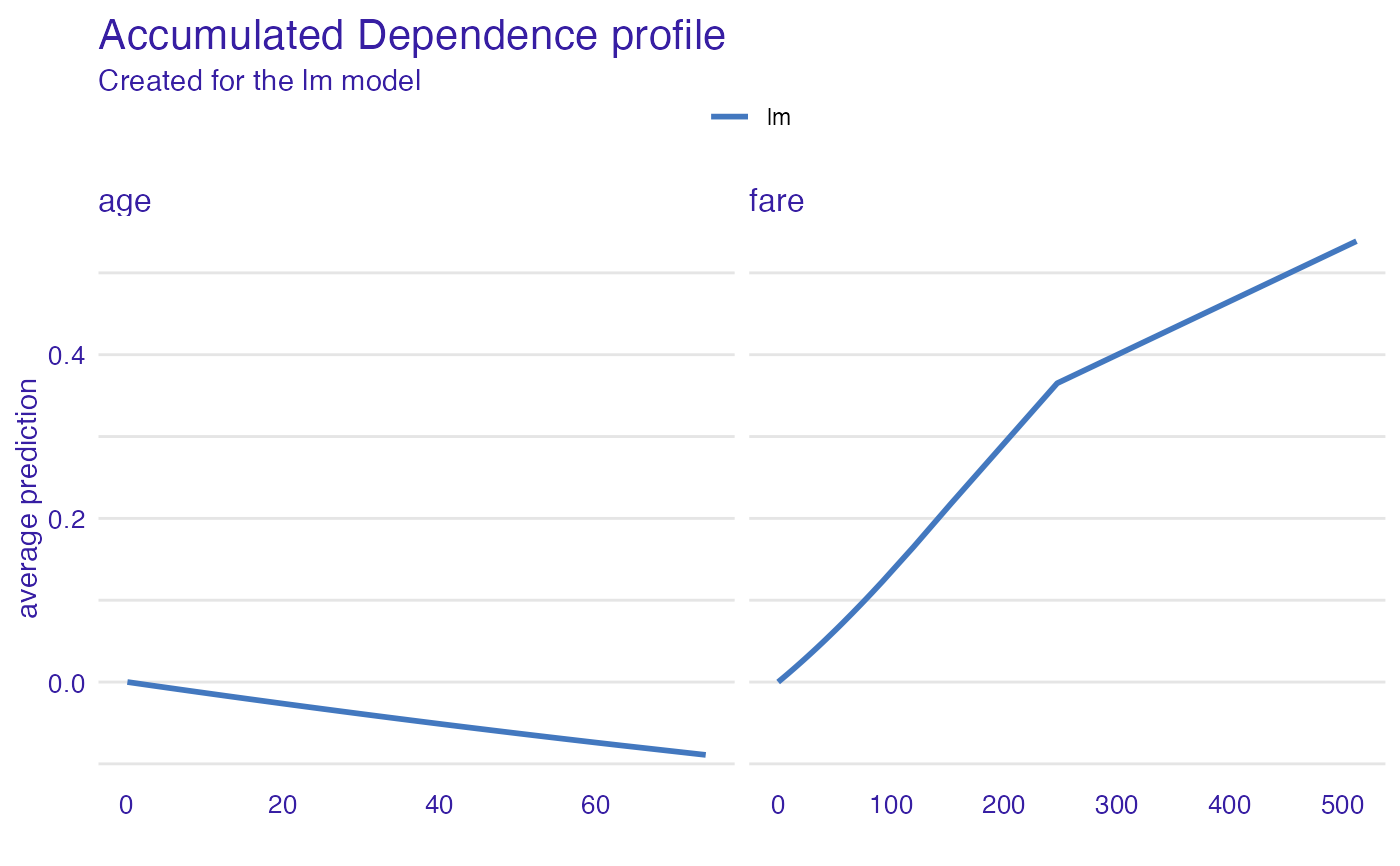 Accumulated Dependence profile
Created for the lm model
lm
age
fare
average prediction
0.4
0.2
0.0
0 20 40 60
0 100 200 300 400 500